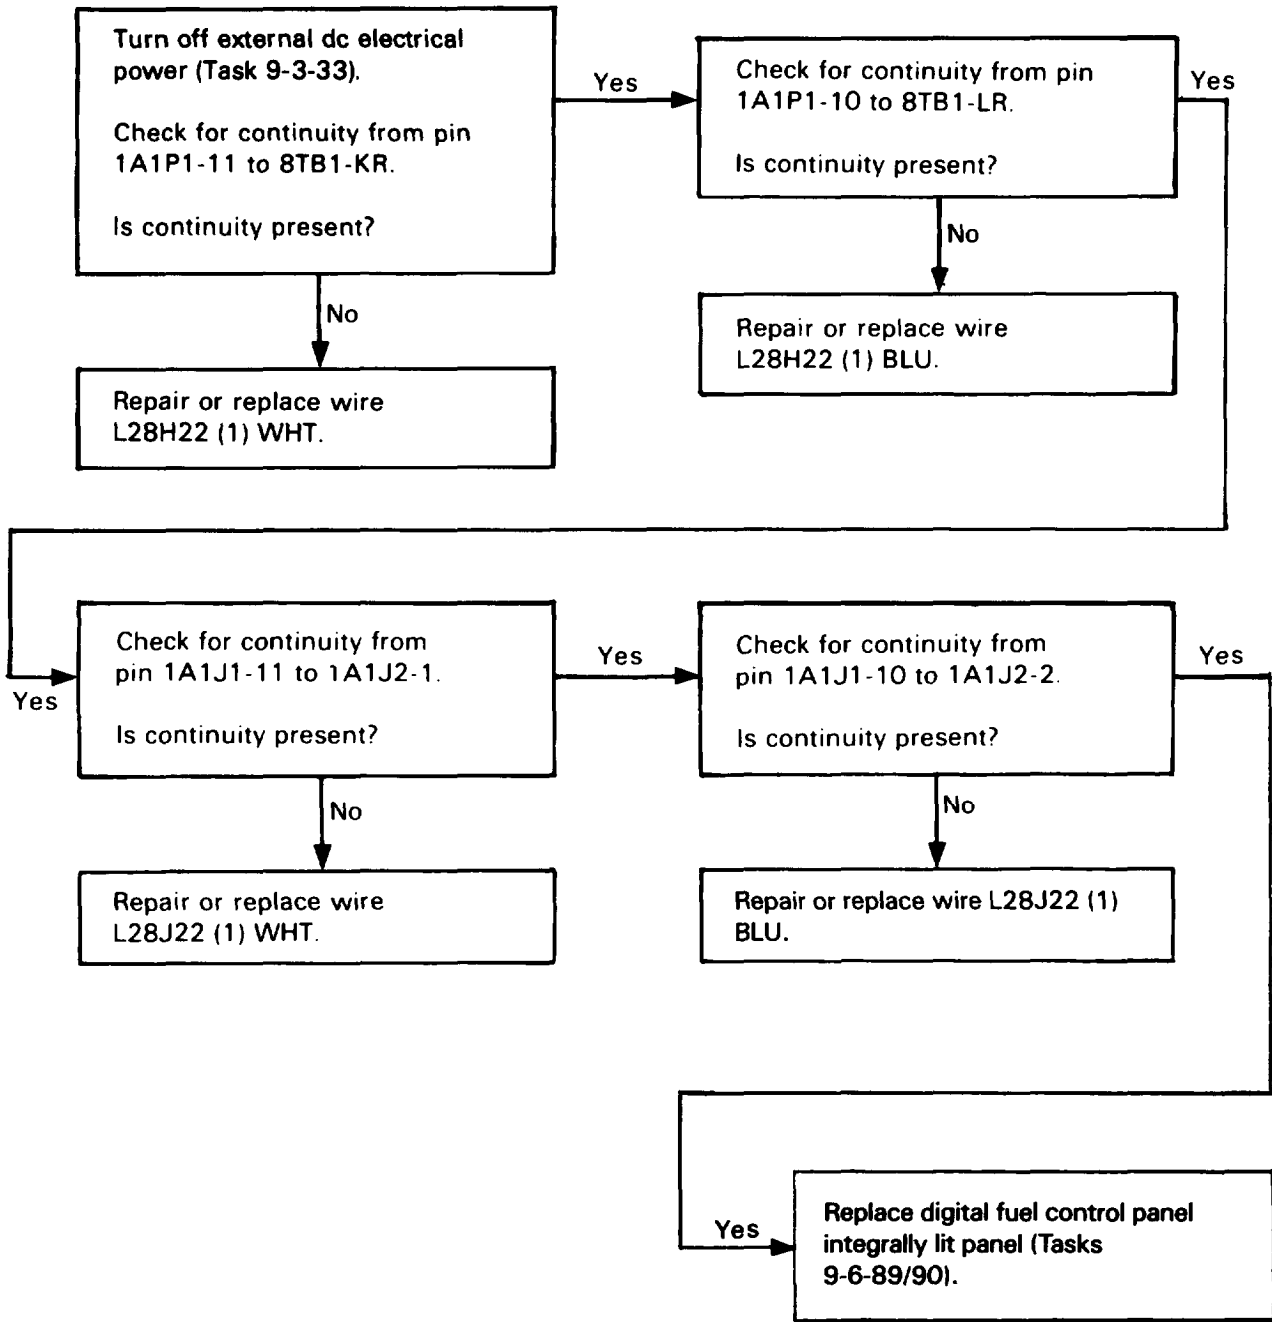 Turn off external dc electrical
power (Task 9-3-33).
Check for continuity from pin
1A1P1-11 to 8TB1-KR.
Is continuity present?
Yes
Check for continuity from pin
1A1P1-10 to 8TB1-LR.
Is continuity present?
Yes
No
Repair or replace wire
L28H22 (1) WHT.
No
Repair or replace wire
L28H22 (1) BLU.
Yes
Check for continuity from
pin 1A1J1-11 to 1A1J2-1.
Is continuity present?
Yes
Check for continuity from
pin 1A1J1-10 to 1A1J2-2.
Is continuity present?
Yes
No
Repair or replace wire
L28J22 (1) WHT.
No
Repair or replace wire L28J22 (1)
BLU.
Yes
Replace digital fuel control panel
integrally lit panel (Tasks
9-6-89/90).